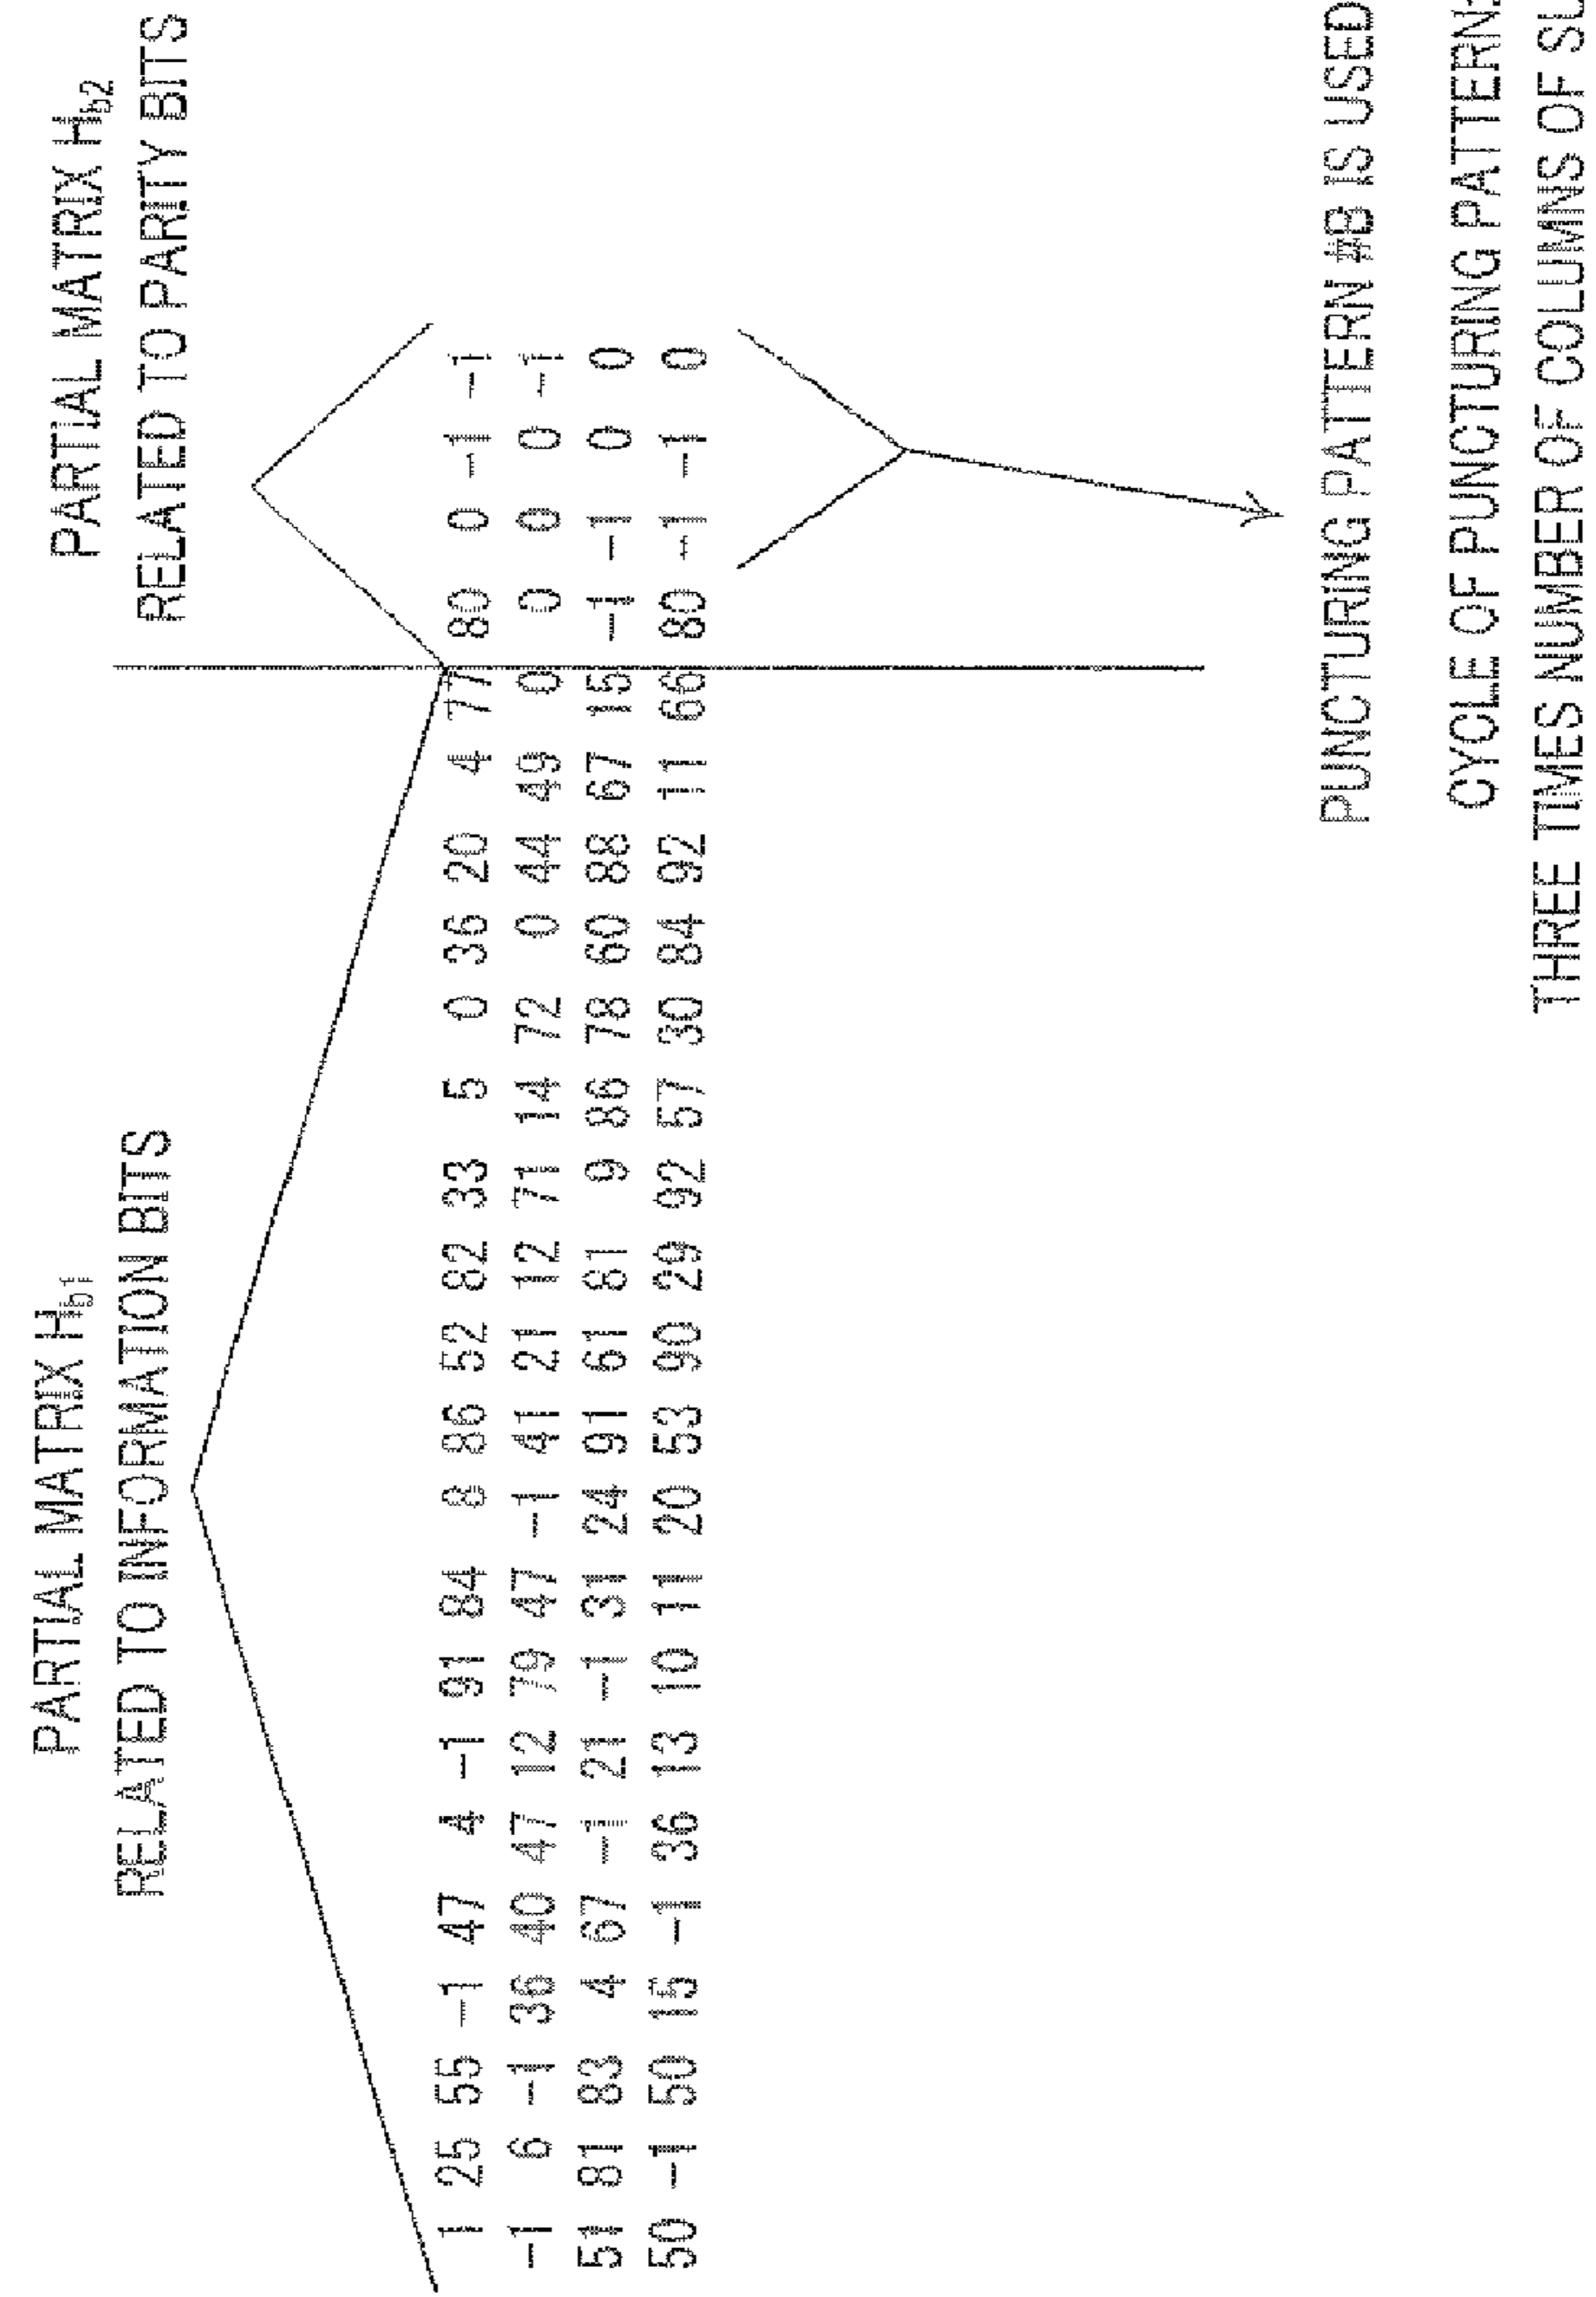 PARTIAL MATRIX Hb1
RELATED TO INFORMATION BITS
PARTIAL MATRIX Hb2
RELATED TO PARITY BITS
1 25 55 -1 47 4 -1 91 84 8 86 52 82 33 5 0 36 20 4 77 80 0 -1 -1
-1 6 -1 36 40 47 12 79 47 -1 41 21 12 71 14 72 0 44 49 0 0 0 0 -1
51 81 83 4 67 -1 21 -1 31 24 91 61 81 9 86 78 60 88 67 15 -1 -1 0 0
50 -1 50 15 -1 36 13 10 11 20 53 90 29 92 57 30 84 92 11 66 80 -1 -1 0
PUNCTURING PATTERN #B IS USED
CYCLE OF PUNCTURING PATTERN:
THREE TIMES NUMBER OF COLUMNS OF